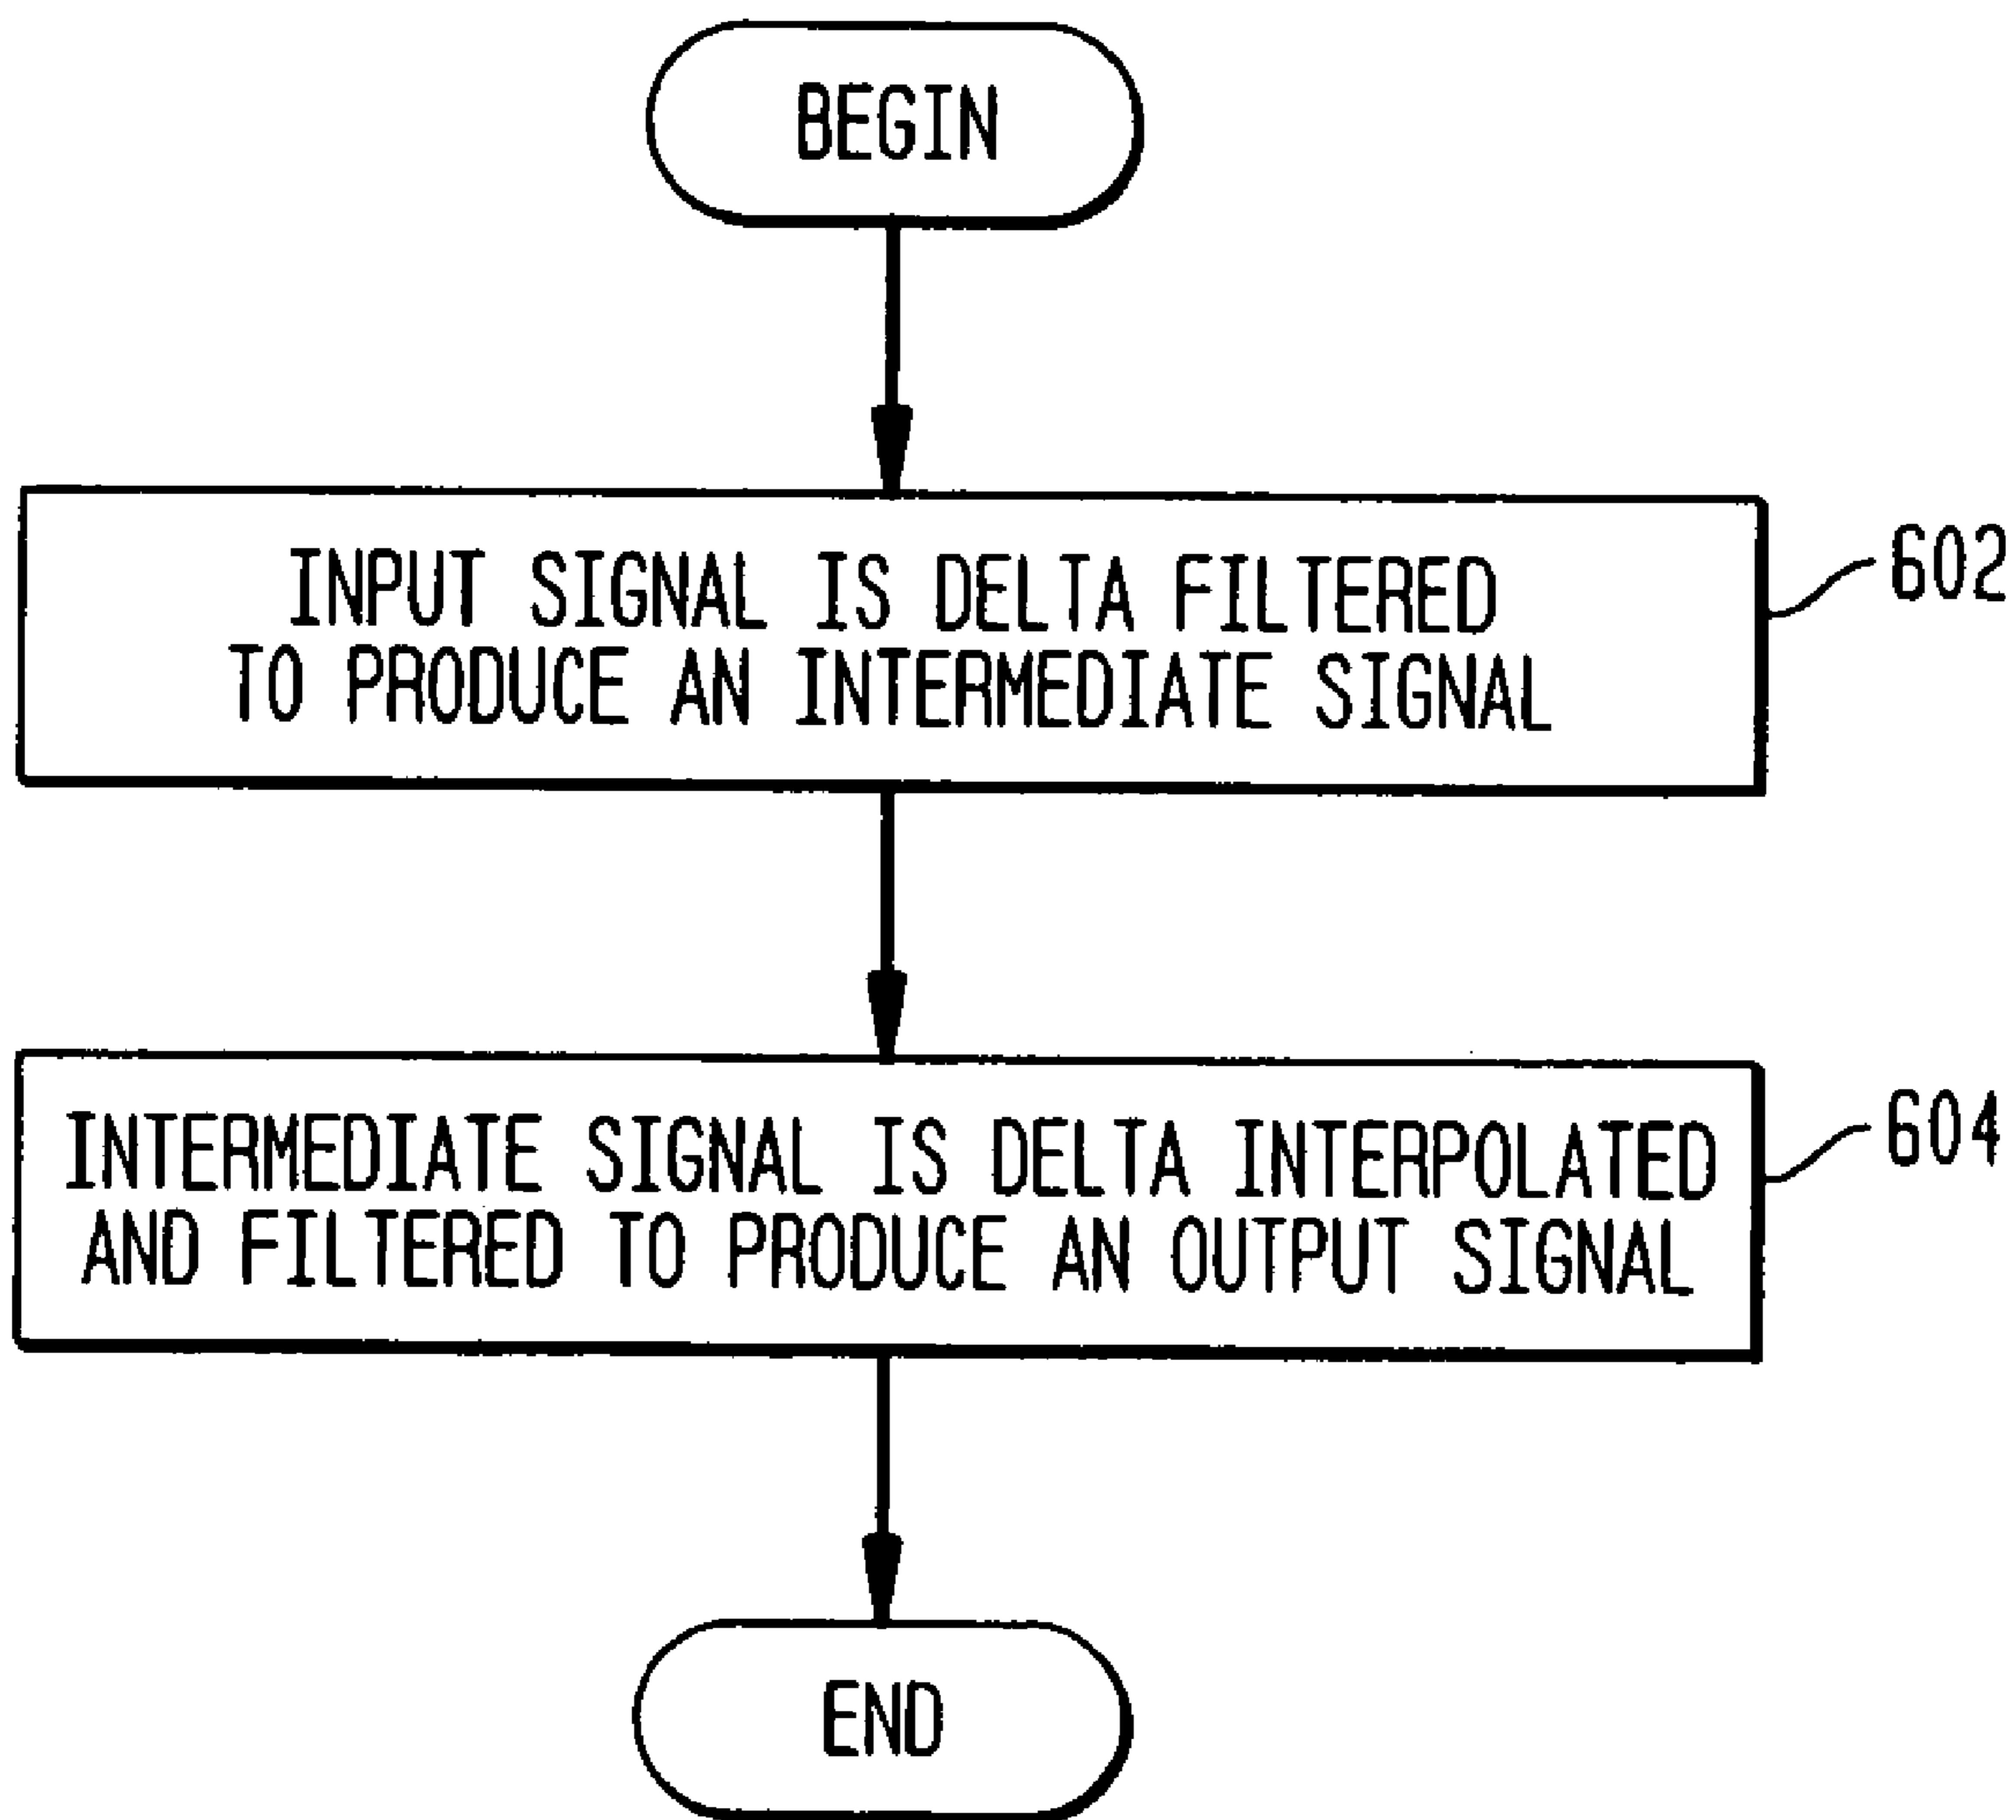 BEGIN
INPUT SIGNAL IS DELTA FILTERED
TO PRODUCE AN INTERMEDIATE SIGNAL
602
INTERMEDIATE SIGNAL IS DELTA INTERPOLATED
AND FILTERED TO PRODUCE AN OUTPUT SIGNAL
604
END